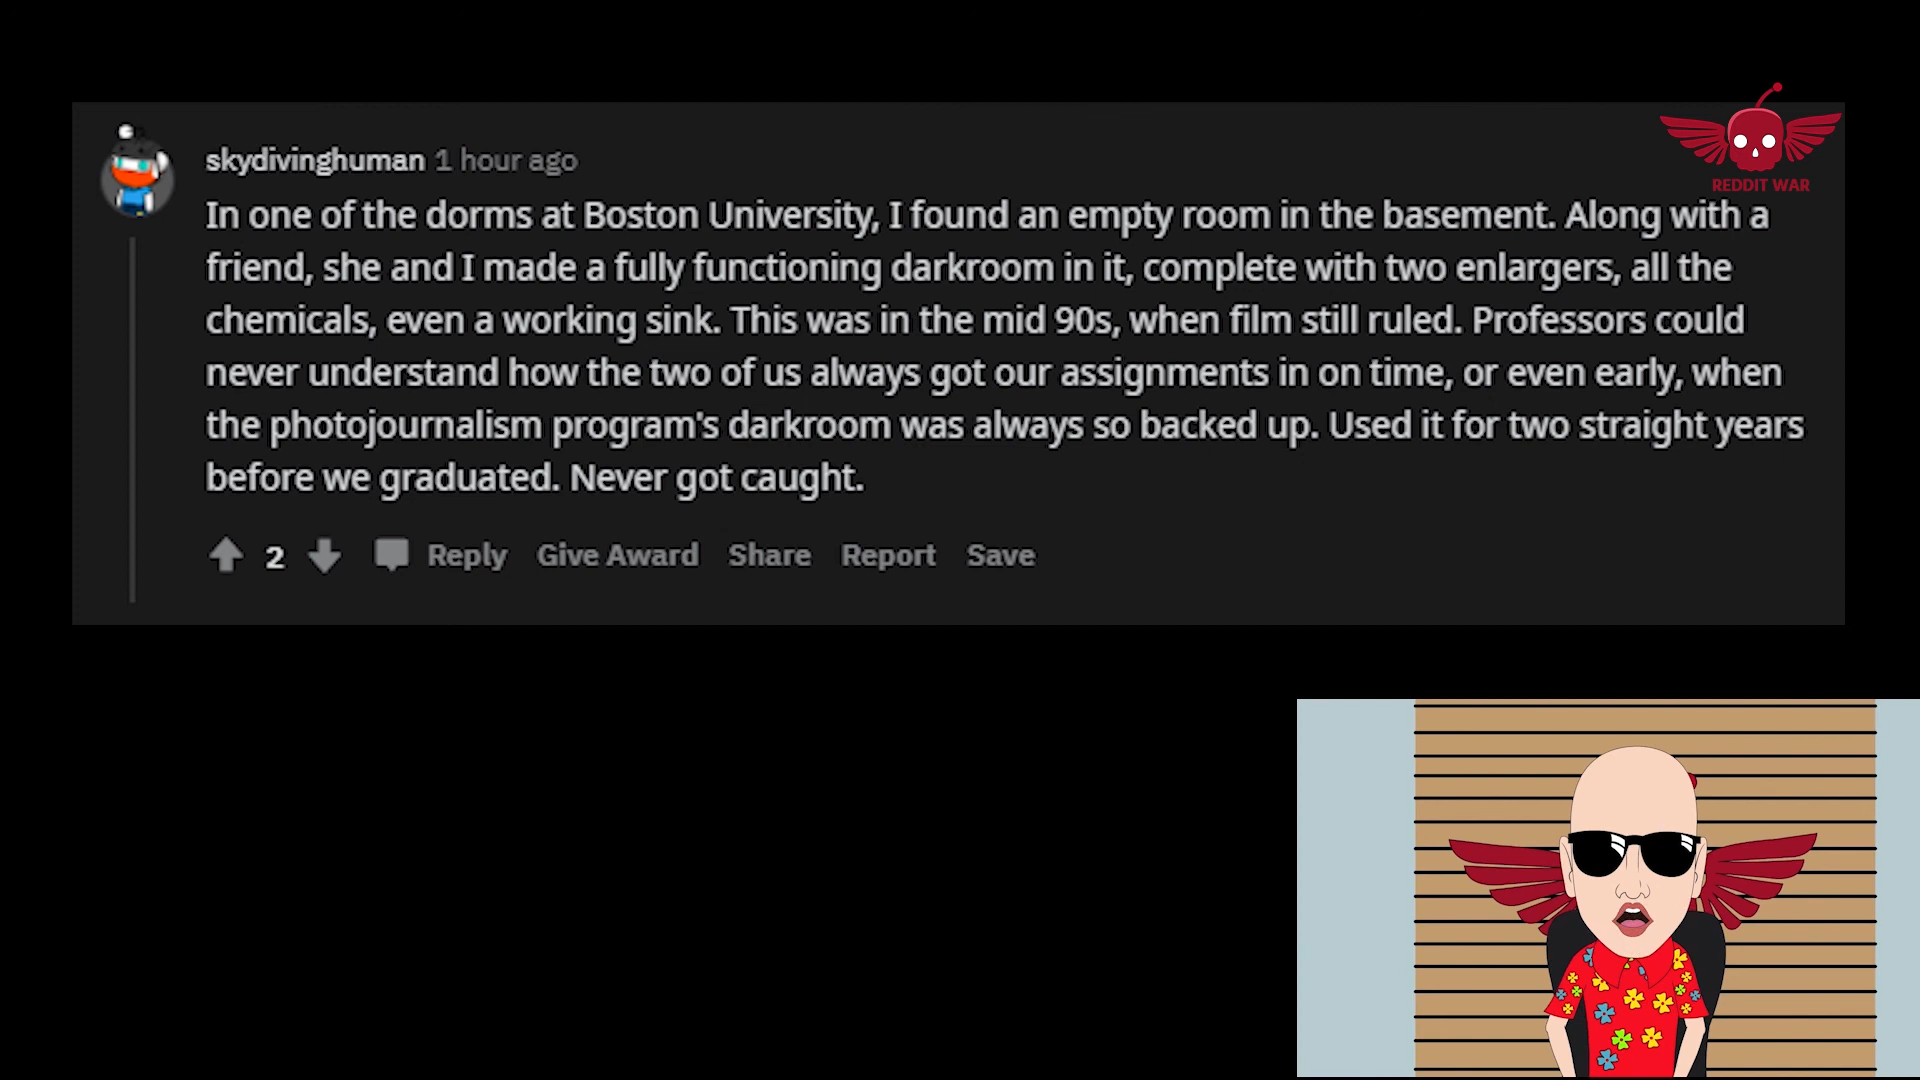 REDDIT WAR
skydivinghuman 1 hour ago
In one of the dorms at Boston University, I found an empty room in the basement. Along with a
friend, she and I made a fully functioning darkroom in it, complete with two enlargers, all the
chemicals, even a working sink. This was in the mid 90s, when film still ruled. Professors could
never understand how the two of us always got our assignments in on time, or even early, when
the photojournalism program's darkroom was always so backed up. Used it for two straight years
before we graduated. Never got caught.
2 Reply Give Award Share Report Save